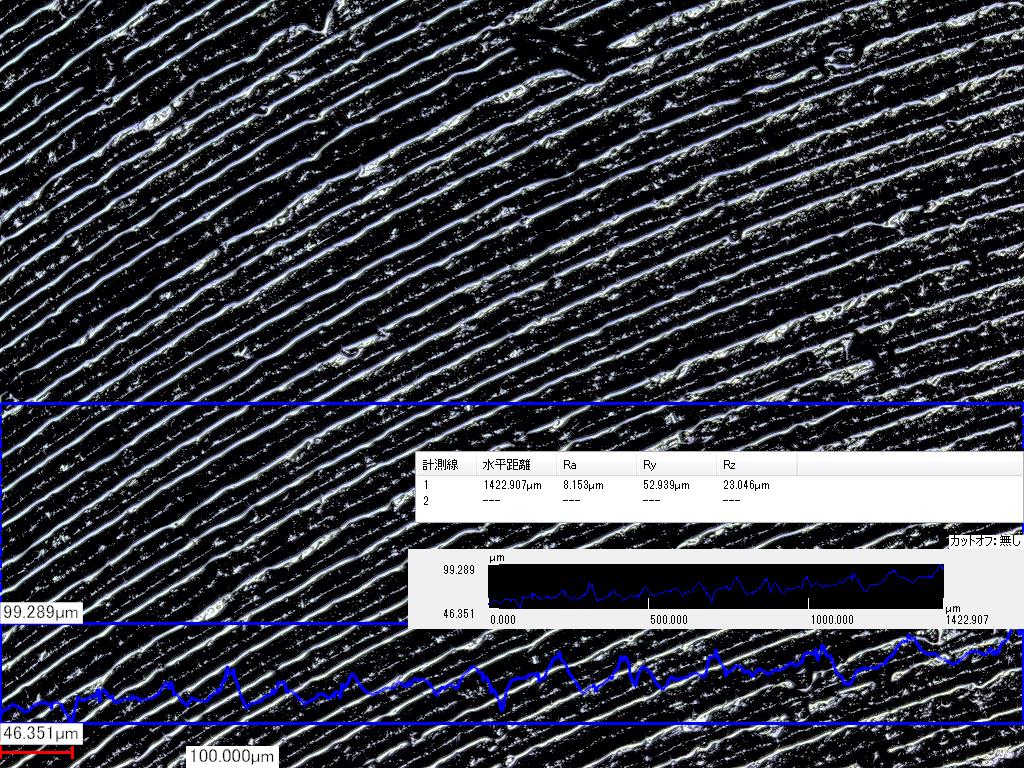 計測線 水平距離 Ra Ry Rz
1 1422.907μm 8.153μm 52.939μm 23.046μm
2 --- --- --- ---
カットオフ: 無し
μm
99.289
46.351
μm
0.000 500.000 1000.000 1422.907
99.289μm
46.351μm
100.000μm